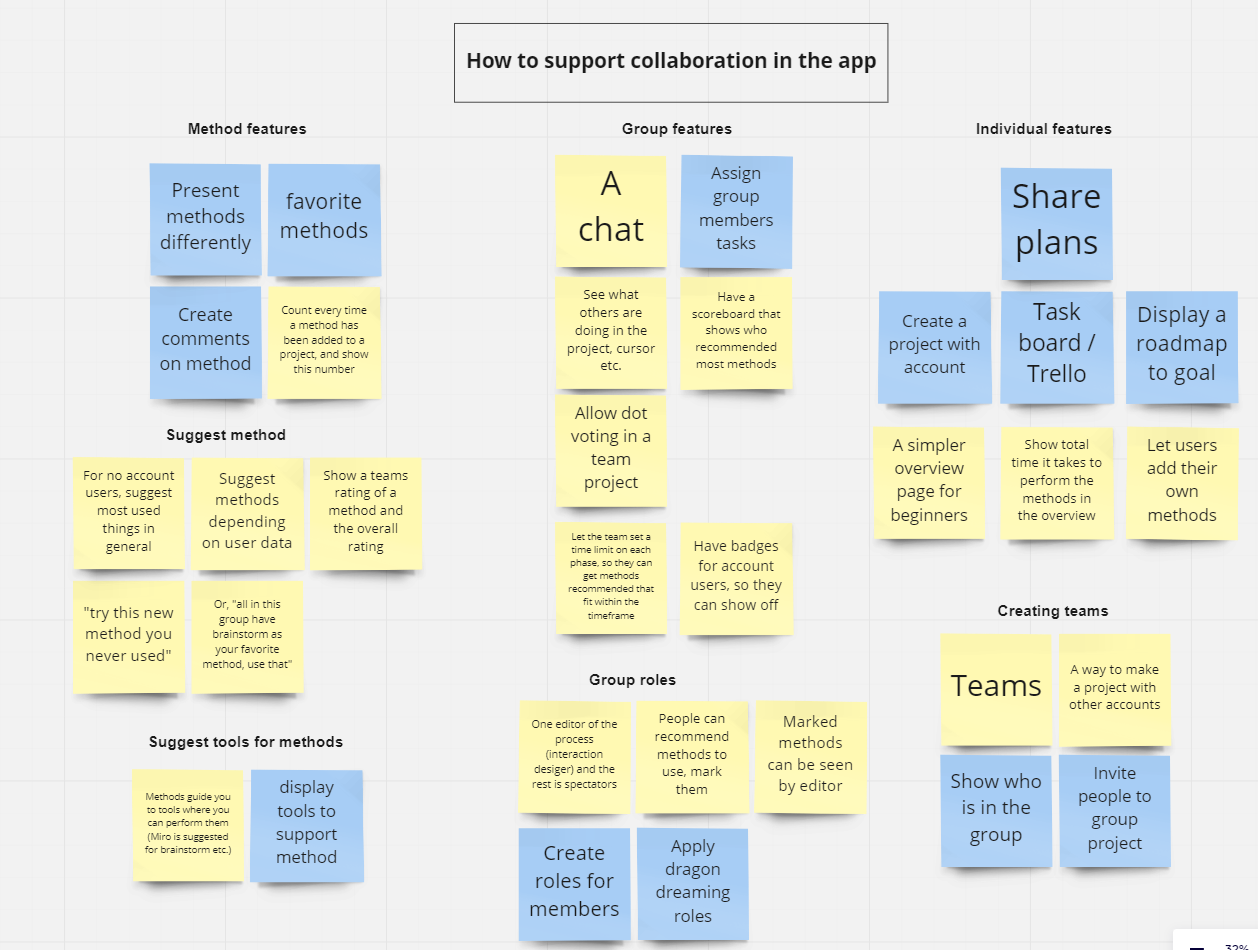 How to support collaboration in the app
Method features
Present
methods
differently
favorite
methods
Create
comments
on method
Count every time
a method has
been added to a
project, and show
this number
Suggest method
For no account
users, suggest
most used
things in
general
Suggest
methods
depending
on user data
Show a teams
rating of a
method and
the overall
rating
"try this new
method you
never used"
Or, "all in this
group have
brainstorm as
your favorite
method, use that"
Suggest tools for methods
Methods guide you
to tools where you
can perform them
(Miro is suggested
for brainstorm etc.)
display
tools to
support
method
Group features
A
chat
Assign
group
members
tasks
See what
others are
doing in the
project, cursor
etc.
Have a
scoreboard that
shows who
recommended
most methods
Allow dot
voting in a
team
project
Let the team set a
time limit on each
phase, so they can
get methods
recommended that
fit within the
timeframe
Have badges
for account
users, so they
can show off
Group roles
One editor of the
process
(interaction
desiger) and the
rest is spectators
People can
recommend
methods to
use, mark
them
Marked
methods
can be seen
by editor
Create
roles for
members
Apply
dragon
dreaming
roles
Individual features
Share
plans
Create a
project with
account
Task
board /
Trello
Display a
roadmap
to goal
A simpler
overview
page for
beginners
Show total
time it takes to
perform the
methods in
the overview
Let users
add their
own
methods
Creating teams
Teams
A way to make
a project with
other accounts
Show who
is in the
group
Invite
people to
group
project
32%